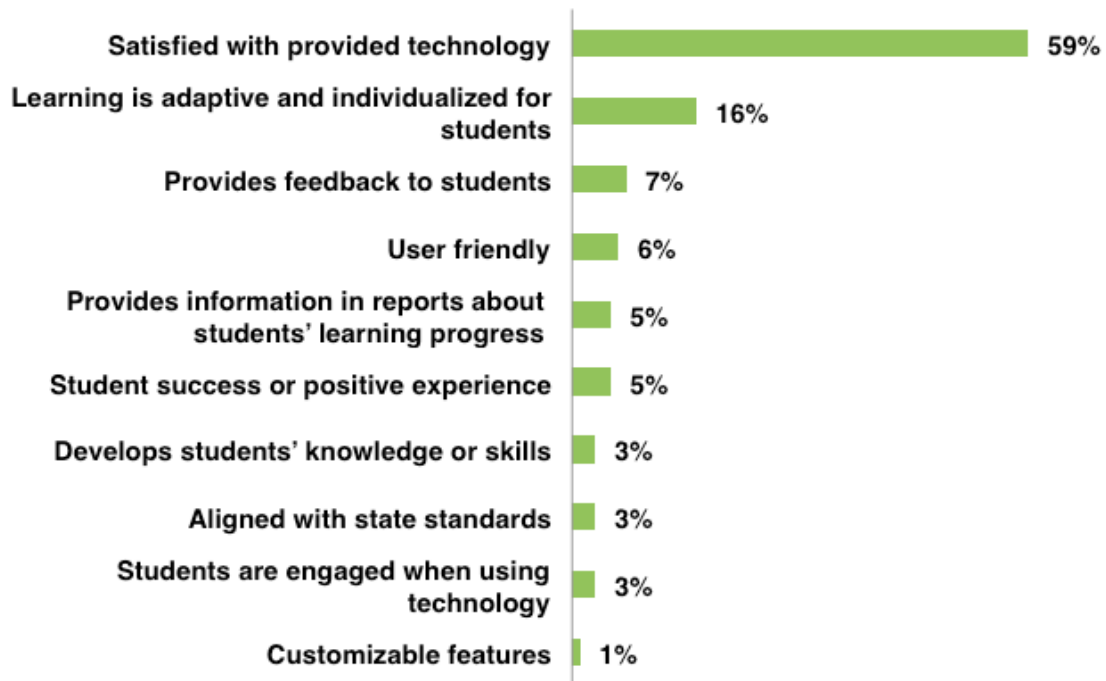 Satisfied with provided technology 59%
Learning is adaptive and individualized for
students 16%
Provides feedback to students 7%
User friendly 6%
Provides information in reports about
students’ learning progress 5%
Student success or positive experience 5%
Develops students’ knowledge or skills 3%
Aligned with state standards 3%
Students are engaged when using
technology 3%
Customizable features 1%